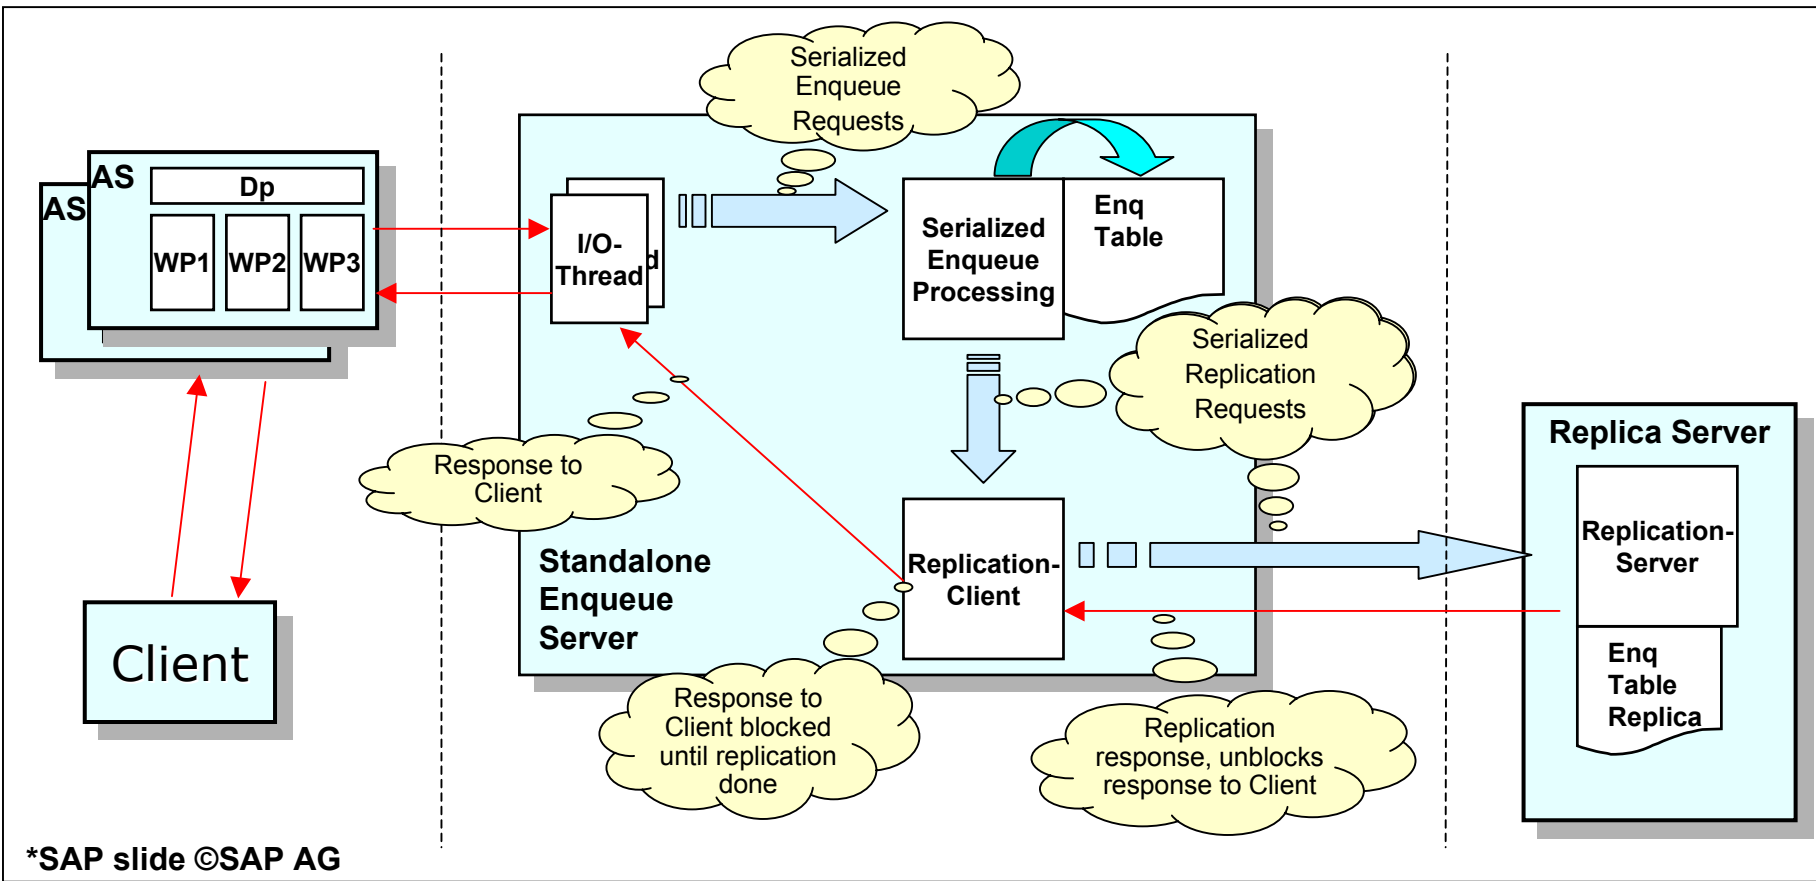 Serialized
Enqueue
Requests
AS
AS
Dp
WP1
WP2
WP3
I/O-
Thread
d
Serialized
Enqueue
Processing
Enq
Table
Serialized
Replication
Requests
Response to
Client
Standalone
Enqueue
Server
Replication-
Client
Replica Server
Replication-
Server
Enq
Table
Replica
Client
Response to
Client blocked
until replication
done
Replication
response, unblocks
response to Client
*SAP slide ©SAP AG